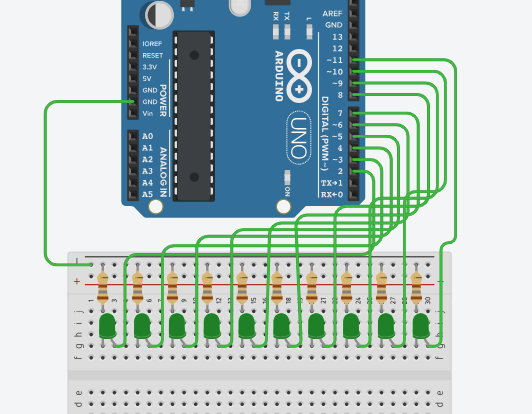 AREF
GND
RX
TX
L
13
12
IOREF
RESET
3.3V
5V
GND
GND
Vin
POWER
~11
~10
~9
8
ARDUINO
UNO
DIGITAL (PWM~)
7
~6
~5
4
~3
2
TX→1
RX←0
A0
A1
A2
A3
A4
A5
ANALOG IN
ON
−
+
1 3 6 9 12 15 18 21 24 27 30
j j
i i
h h
g g
f f
e e
d d